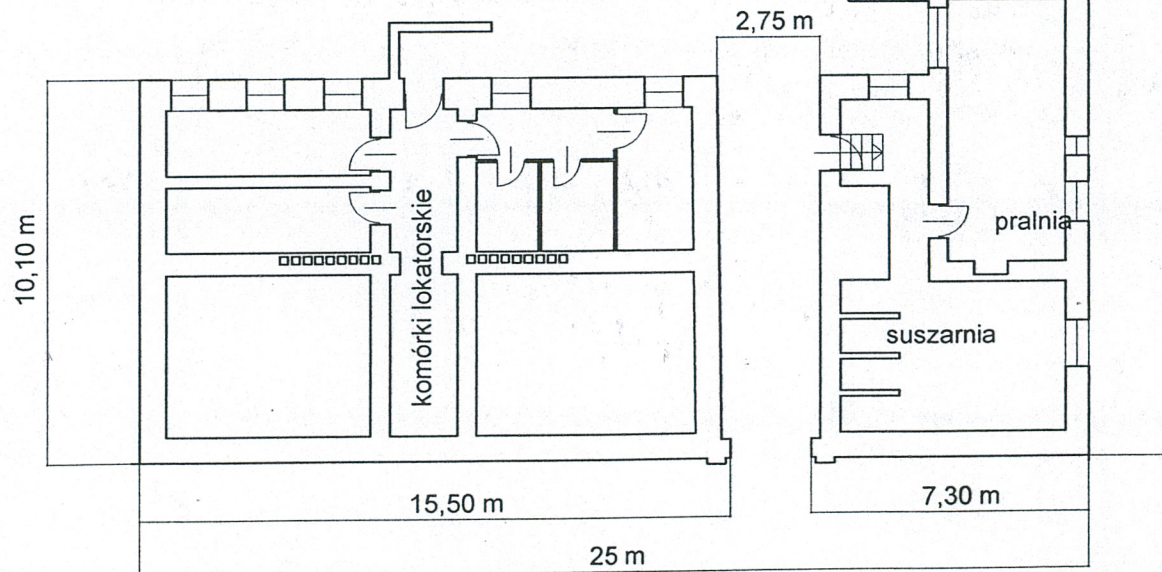 2,75 m
10,10 m
komórki lokatorskie
pralnia
suszarnia
15,50 m
7,30 m
25 m